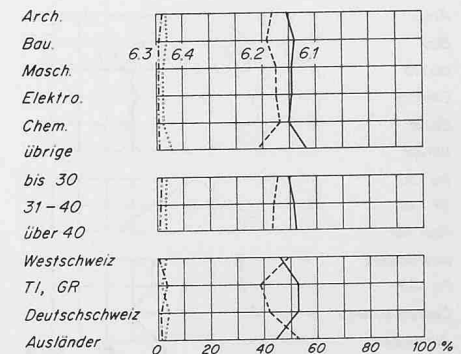 Arch.
Bau.
6.3 6.4 6.2 6.1
Masch.
Elektro.
Chem.
übrige
bis 30
31-40
über 40
Westschweiz
TI, GR
Deutschschweiz
Ausländer
0 20 40 60 80 100 %